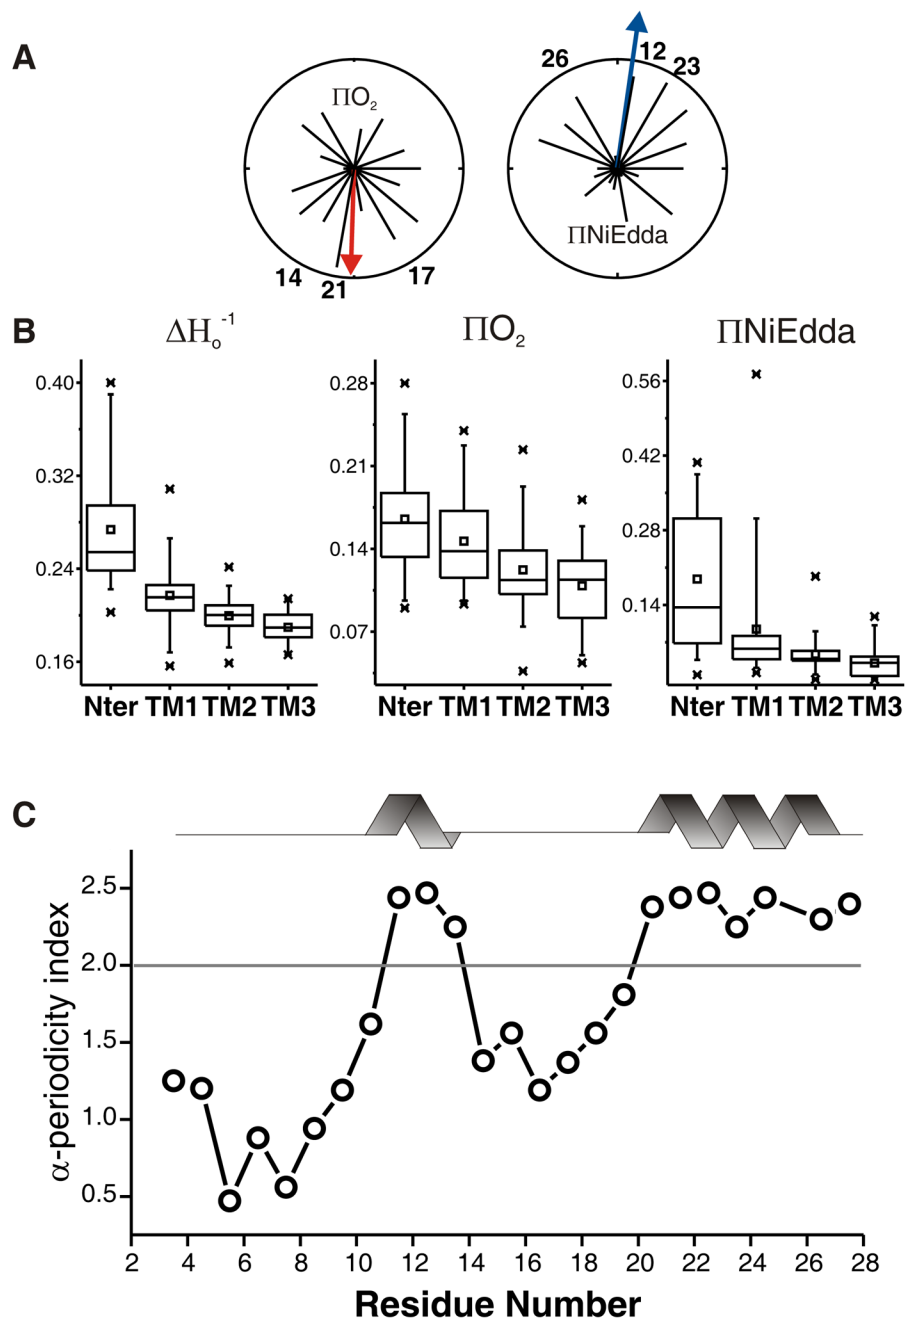 A
ΠO2
26
12
23
ΠNiEdda
14
21
17
B
ΔHo-1
ΠO2
ΠNiEdda
0.40
0.32
0.24
0.16
Nter TM1 TM2 TM3
0.28
0.21
0.14
0.07
Nter TM1 TM2 TM3
0.56
0.42
0.28
0.14
Nter TM1 TM2 TM3
C
α-periodicity index
2.5
2.0
1.5
1.0
0.5
2 4 6 8 10 12 14 16 18 20 22 24 26 28
Residue Number